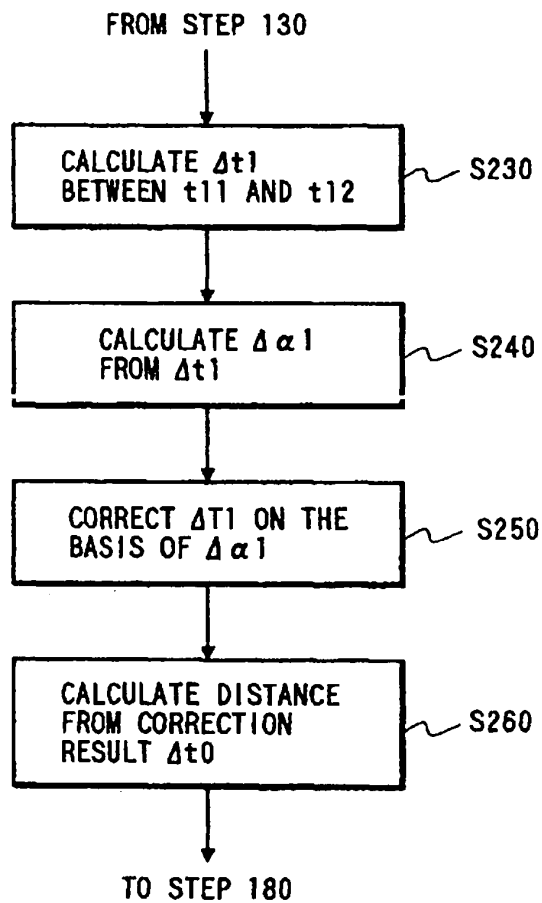 FROM STEP 130
CALCULATE Δt1
BETWEEN t11 AND t12
S230
CALCULATE Δα1
FROM Δt1
S240
CORRECT ΔT1 ON THE
BASIS OF Δα1
S250
CALCULATE DISTANCE
FROM CORRECTION
RESULT Δt0
S260
TO STEP 180